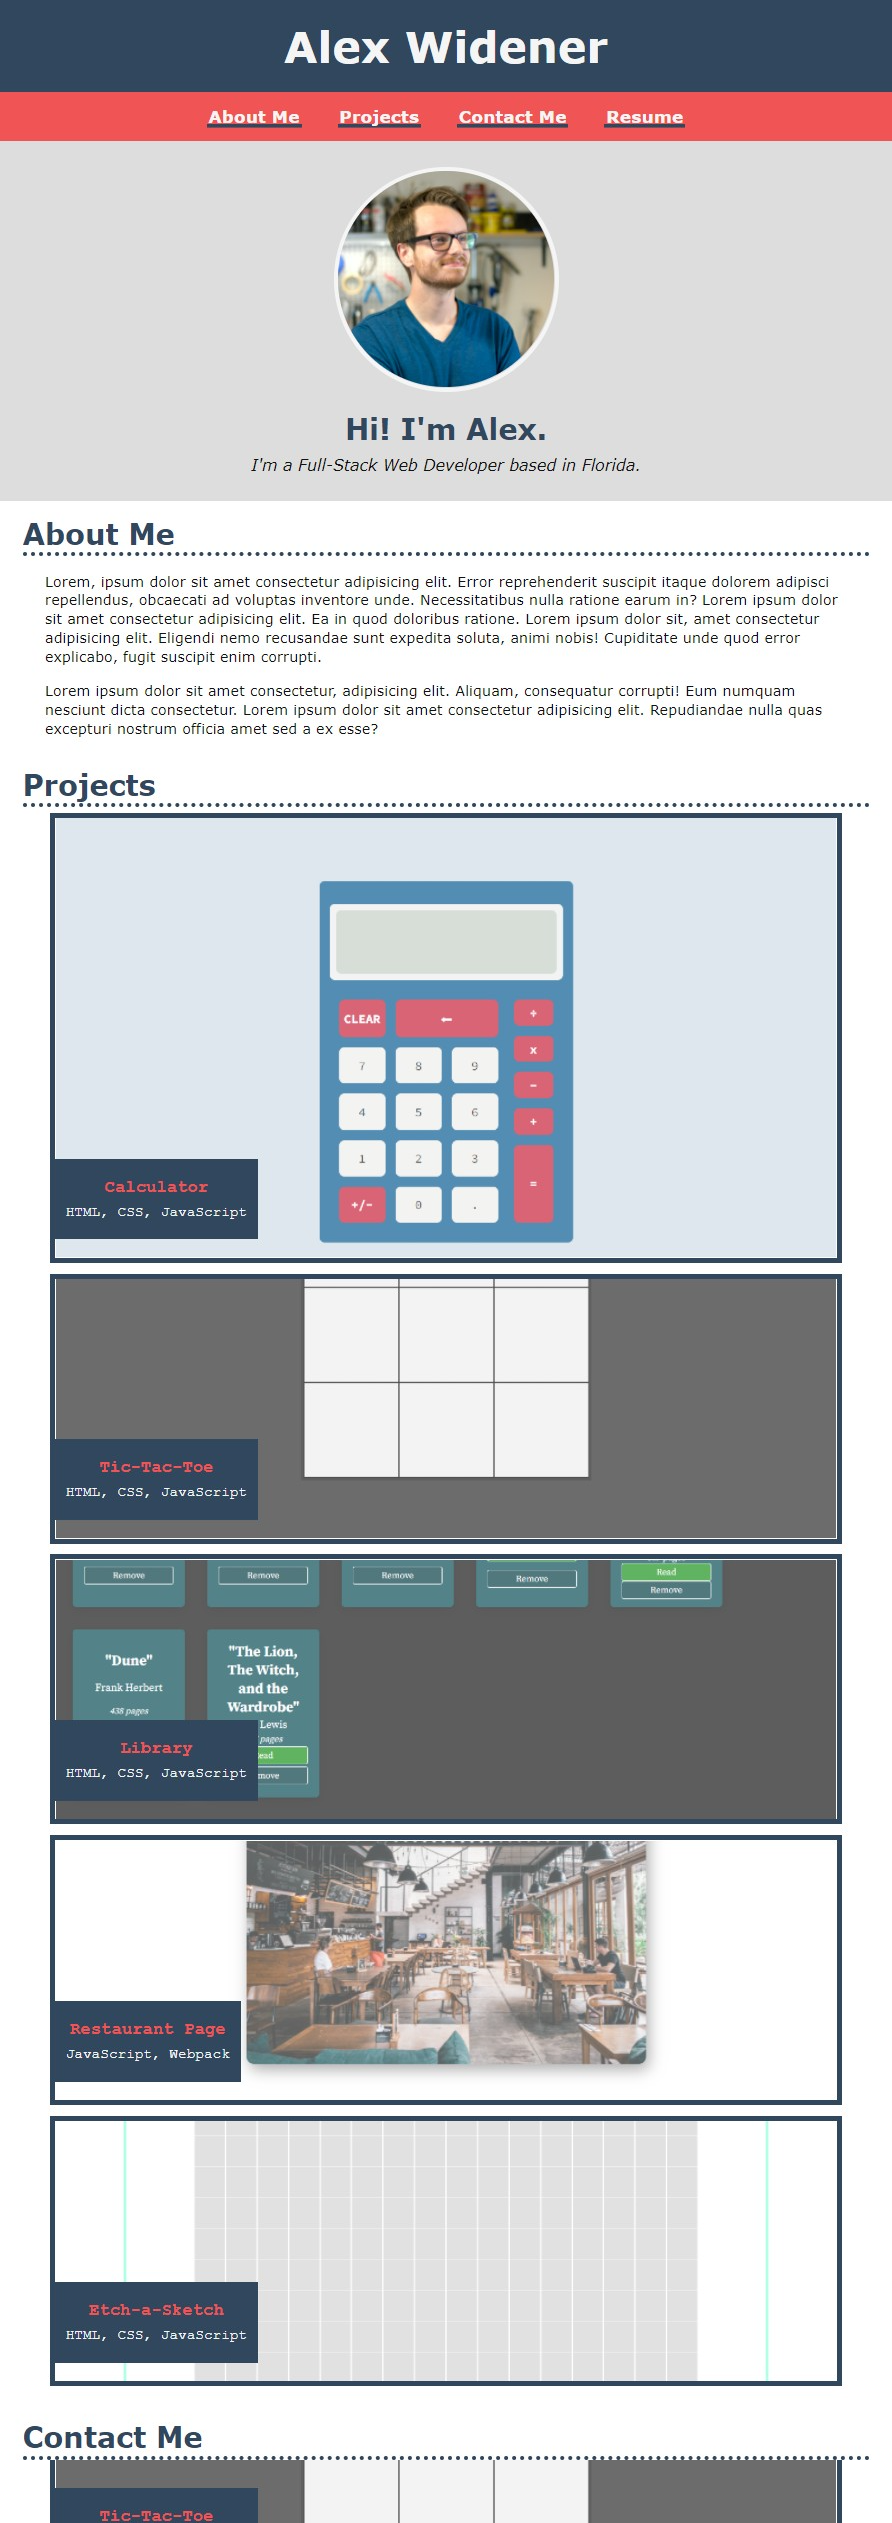 Alex Widener
About Me Projects Contact Me Resume
Hi! I'm Alex.
I'm a Full-Stack Web Developer based in Florida.
About Me
Lorem, ipsum dolor sit amet consectetur adipisicing elit. Error reprehenderit suscipit itaque dolorem adipisci
repellendus, obcaecati ad voluptas inventore unde. Necessitatibus nulla ratione earum in? Lorem ipsum dolor
sit amet consectetur adipisicing elit. Ea in quod doloribus ratione. Lorem ipsum dolor sit, amet consectetur
adipisicing elit. Eligendi nemo recusandae sunt expedita soluta, animi nobis! Cupiditate unde quod error
explicabo, fugit suscipit enim corrupti.
Lorem ipsum dolor sit amet consectetur, adipisicing elit. Aliquam, consequatur corrupti! Eum numquam
nesciunt dicta consectetur. Lorem ipsum dolor sit amet consectetur adipisicing elit. Repudiandae nulla quas
excepturi nostrum officia amet sed a ex esse?
Projects
CLEAR ← ÷
7 8 9 x
4 5 6 -
1 2 3 +
+/- 0 . =
Calculator
HTML, CSS, JavaScript
Tic-Tac-Toe
HTML, CSS, JavaScript
Read
Remove Remove Remove Remove Remove
"Dune"
Frank Herbert
438 pages
"The Lion,
The Witch,
and the
Wardrobe"
Lewis
pages
Library
HTML, CSS, JavaScript
Restaurant Page
JavaScript, Webpack
Etch-a-Sketch
HTML, CSS, JavaScript
Contact Me
Tic-Tac-Toe